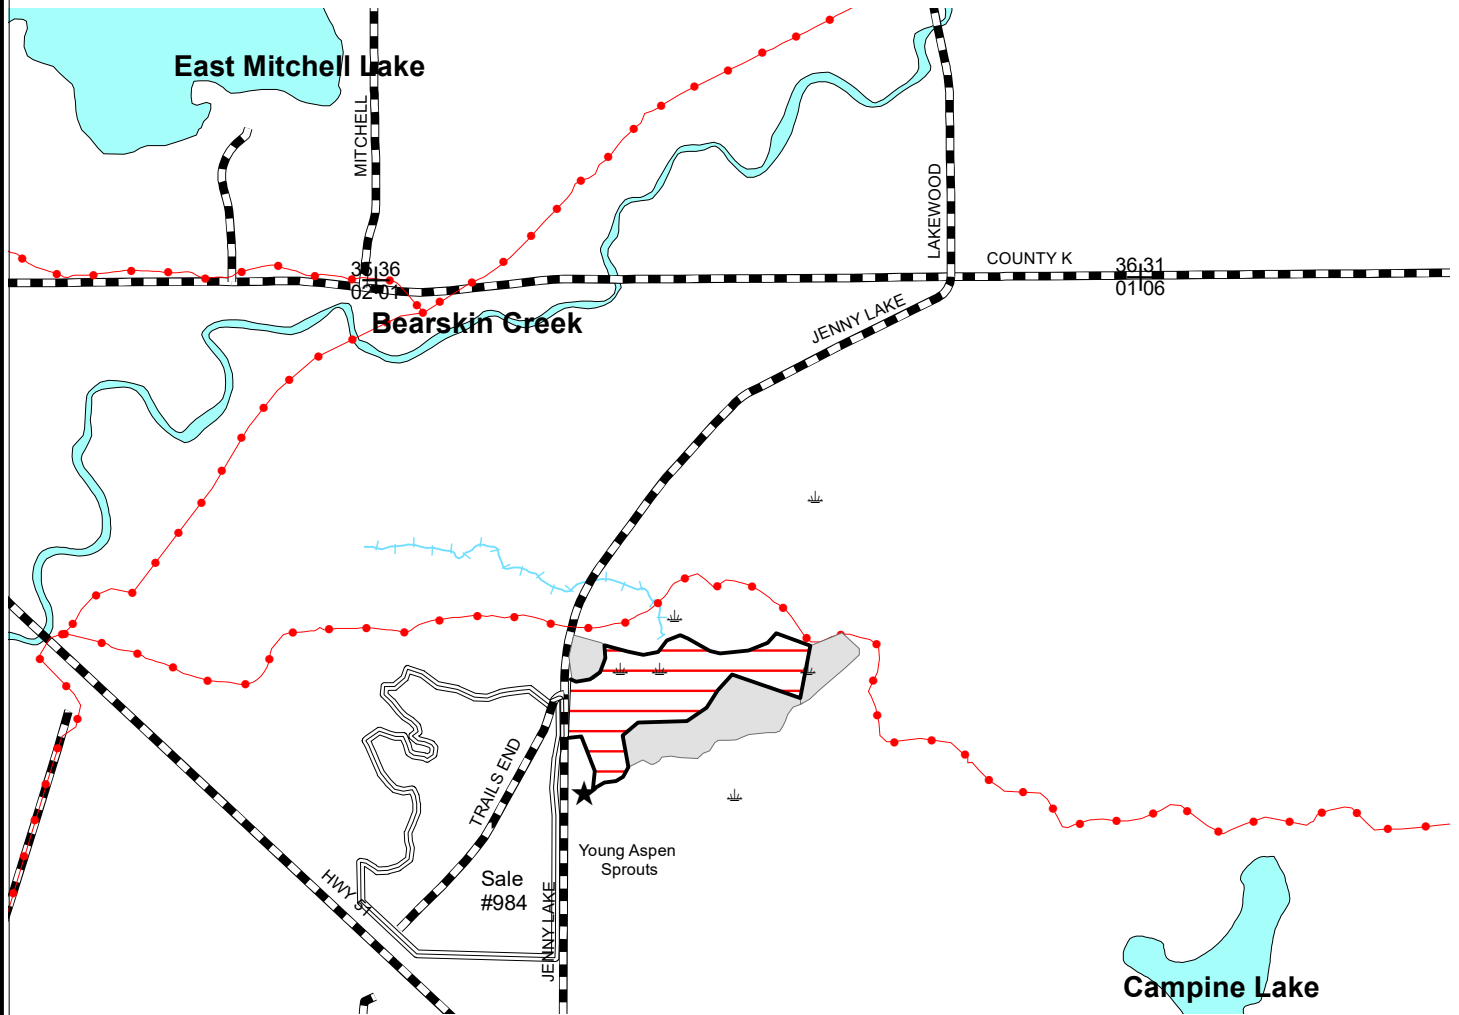 East Mitchell Lake
MITCHELL
LAKEWOOD
COUNTY K
36 31
01 06
35 36
02 01
JENNY LAKE
Bearskin Creek
TRAILS END
Young Aspen
Sprouts
Sale
#984
HWY 51
JENNY LAKE
Campine Lake